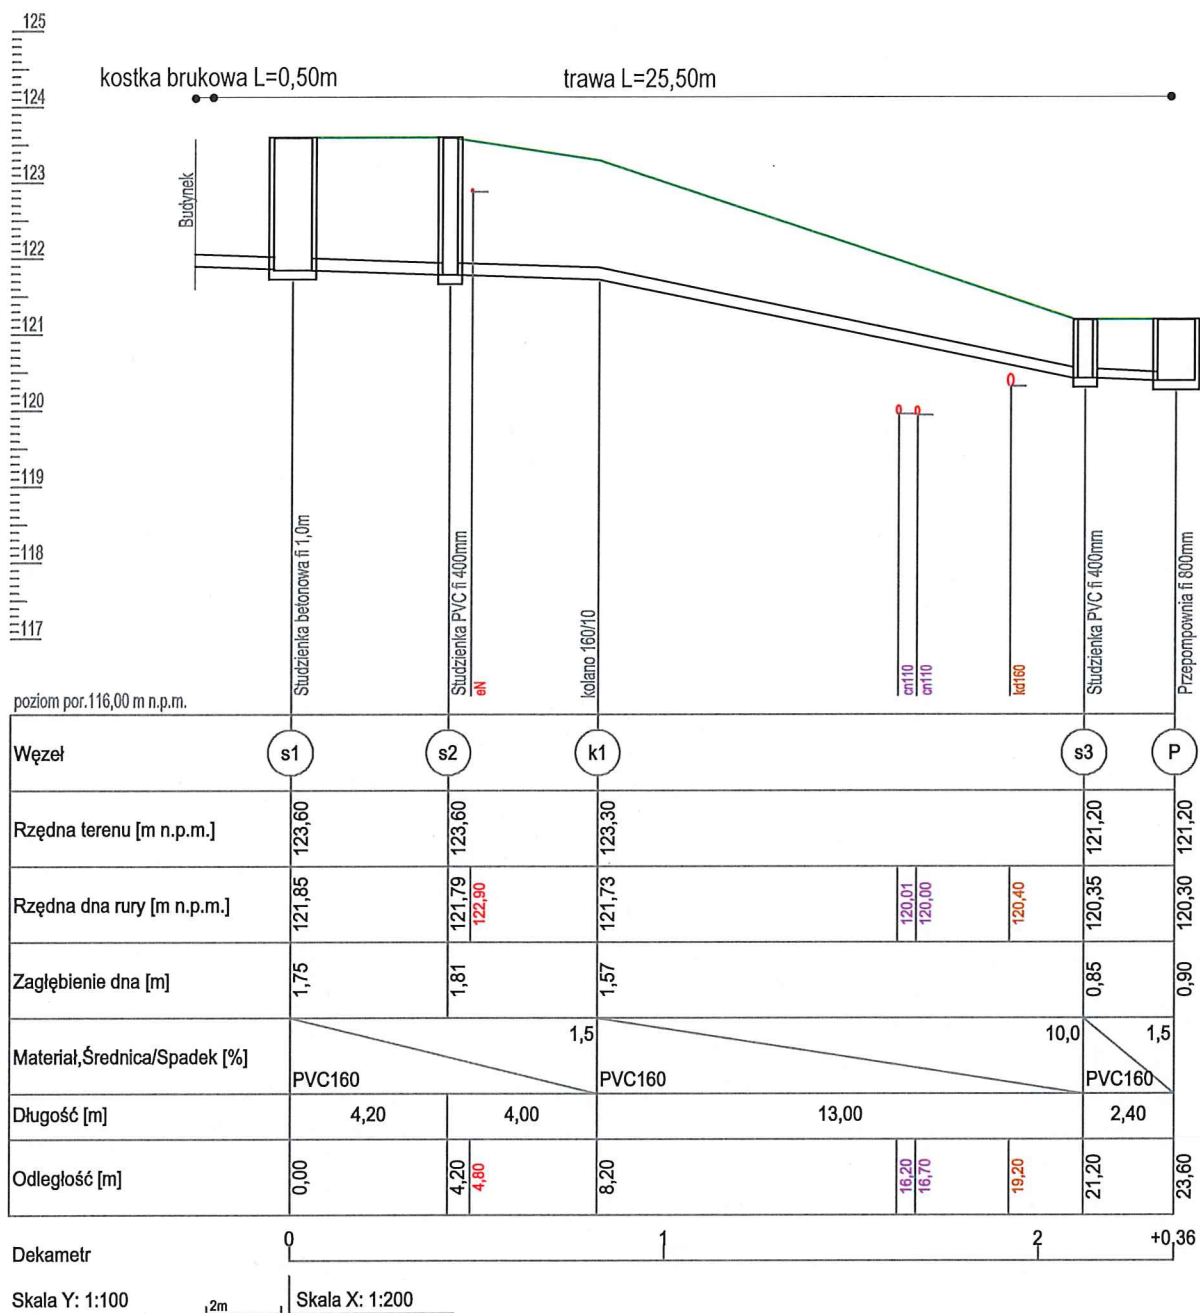 125
kostka brukowa L=0,50m
trawa L=25,50m
124
123
Budynek
122
121
120
119
118
117
Studzienka betonowa fi 1,0m
Studzienka PVC fi 400mm
eN
kolano 160/10
cn110
cn110
kd160
Studzienka PVC fi 400mm
Przepompownia fi 800mm
poziom por.116,00 m n.p.m.
Węzeł s1 s2 k1 s3 P
Rzędna terenu [m n.p.m.] 123,60 123,60 123,30 121,20 121,20
Rzędna dna rury [m n.p.m.] 121,85 121,79 122,90 121,73 120,01 120,00 120,40 120,35 120,30
Zagłębienie dna [m] 1,75 1,81 1,57 0,85 0,90
Materiał,Średnica/Spadek [%] PVC160 1,5 PVC160 10,0 PVC160 1,5
Długość [m] 4,20 4,00 13,00 2,40
Odległość [m] 0,00 4,20 4,80 8,20 16,20 16,70 19,20 21,20 23,60
Dekametr 0 1 2 +0,36
Skala Y: 1:100 2m Skala X: 1:200